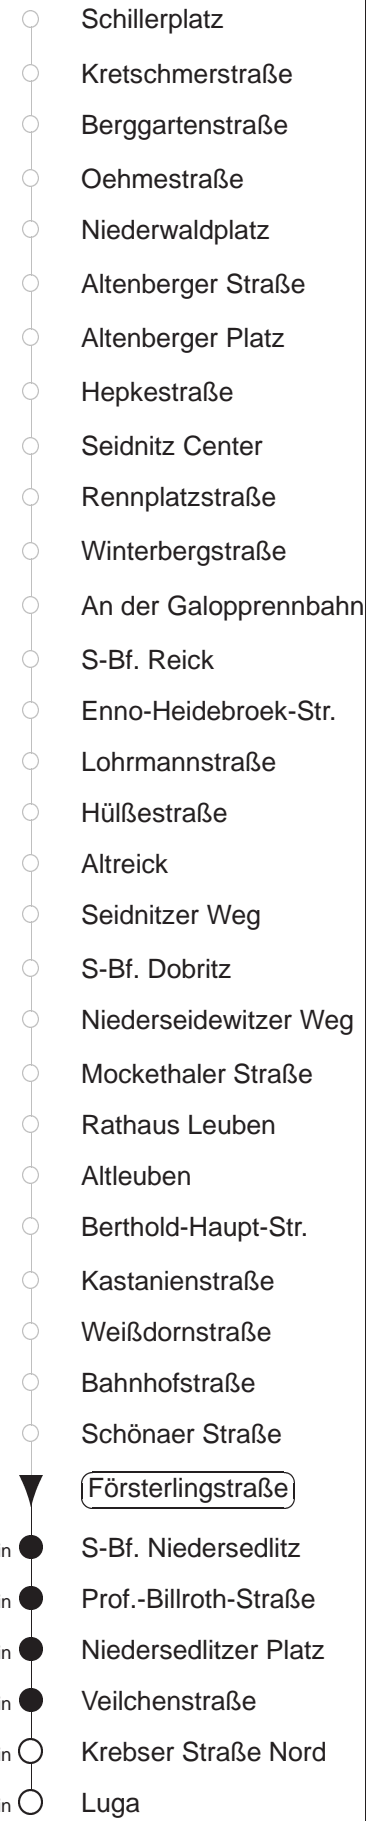 Schillerplatz
Kretschmerstraße
Berggartenstraße
Oehmestraße
Niederwaldplatz
Altenberger Straße
Altenberger Platz
Hepkestraße
Seidnitz Center
Rennplatzstraße
Winterbergstraße
An der Galopprennbahn
S-Bf. Reick
Enno-Heidebroek-Str.
Lohrmannstraße
Hülßestraße
Altreick
Seidnitzer Weg
S-Bf. Dobritz
Niederseidewitzer Weg
Mockethaler Straße
Rathaus Leuben
Altleuben
Berthold-Haupt-Str.
Kastanienstraße
Weißdornstraße
Bahnhofstraße
Schönaer Straße
Försterlingstraße
S-Bf. Niedersedlitz
Prof.-Billroth-Straße
Niedersedlitzer Platz
Veilchenstraße
Krebser Straße Nord
Luga